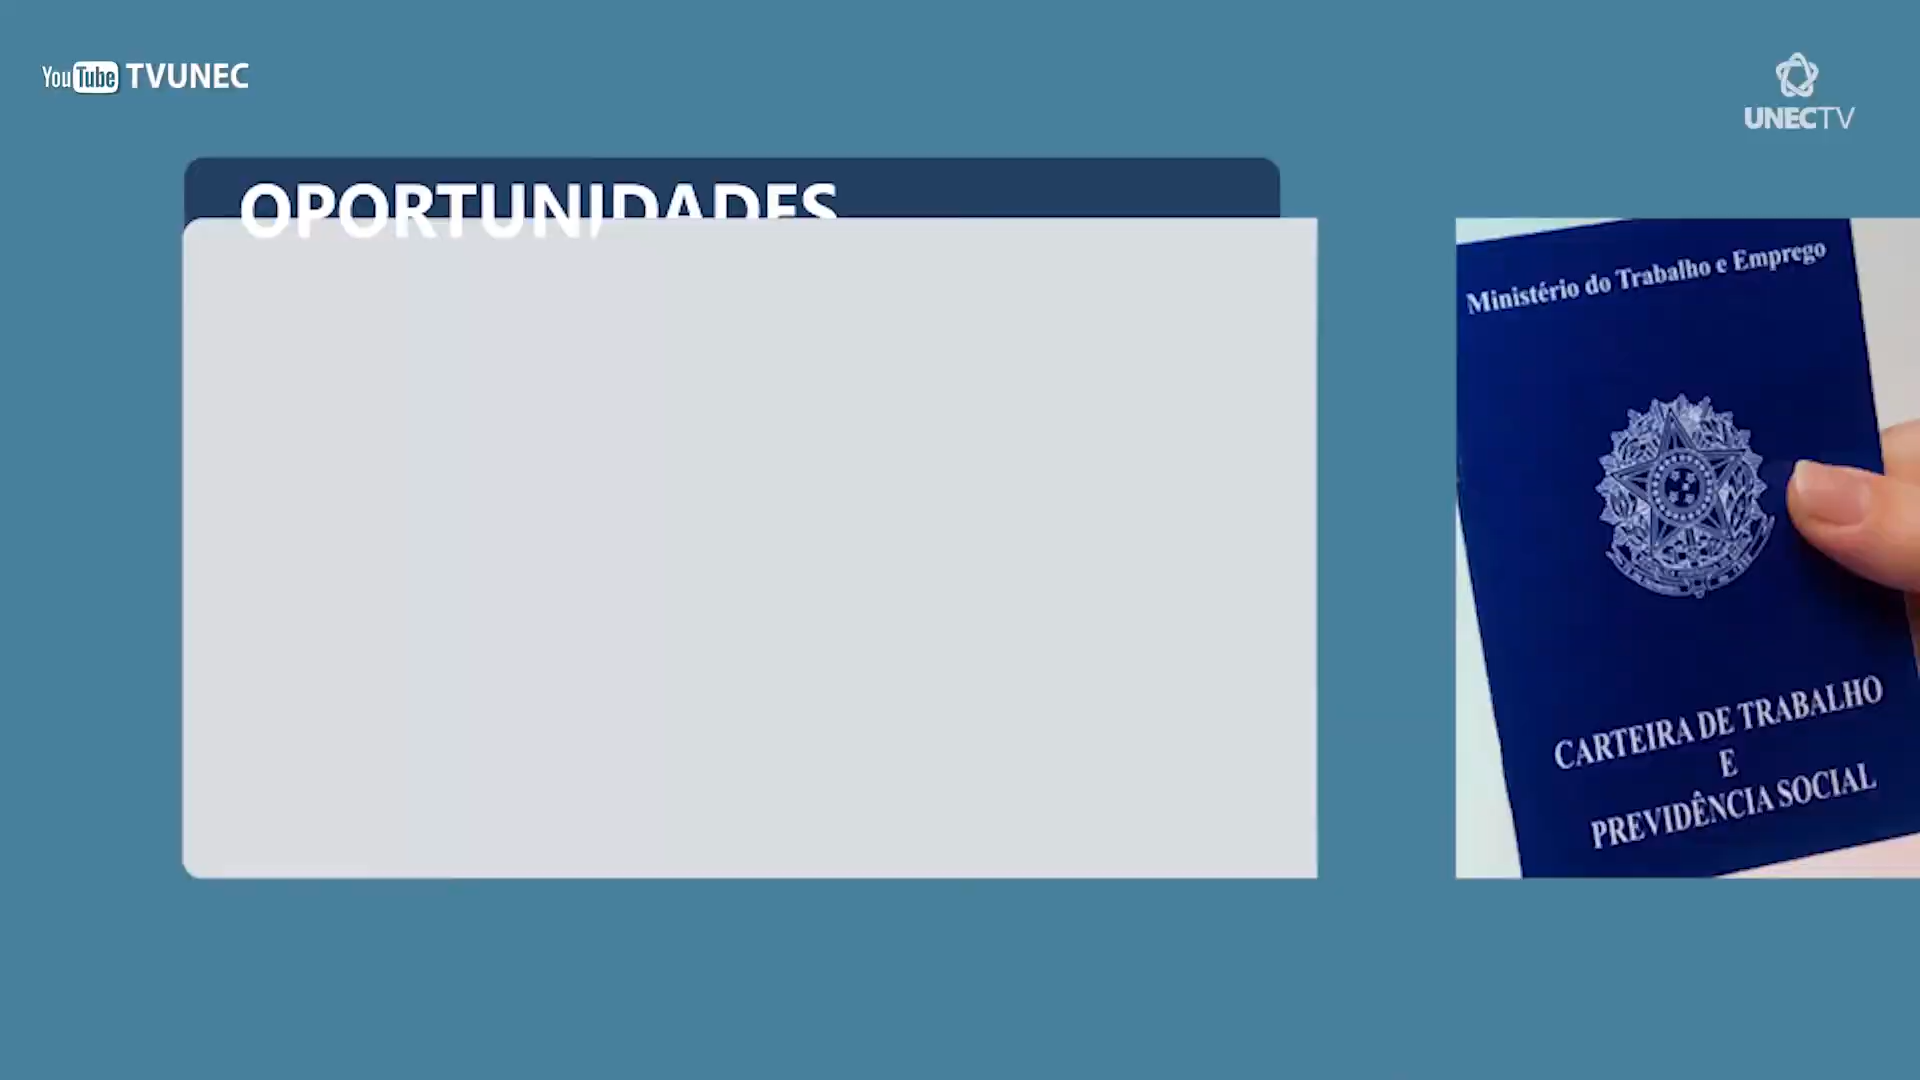 YouTube TVUNEC
UNECTV
OPORTUNIDADES
Ministério do Trabalho e Emprego
CARTEIRA DE TRABALHO
E
PREVIDÊNCIA SOCIAL